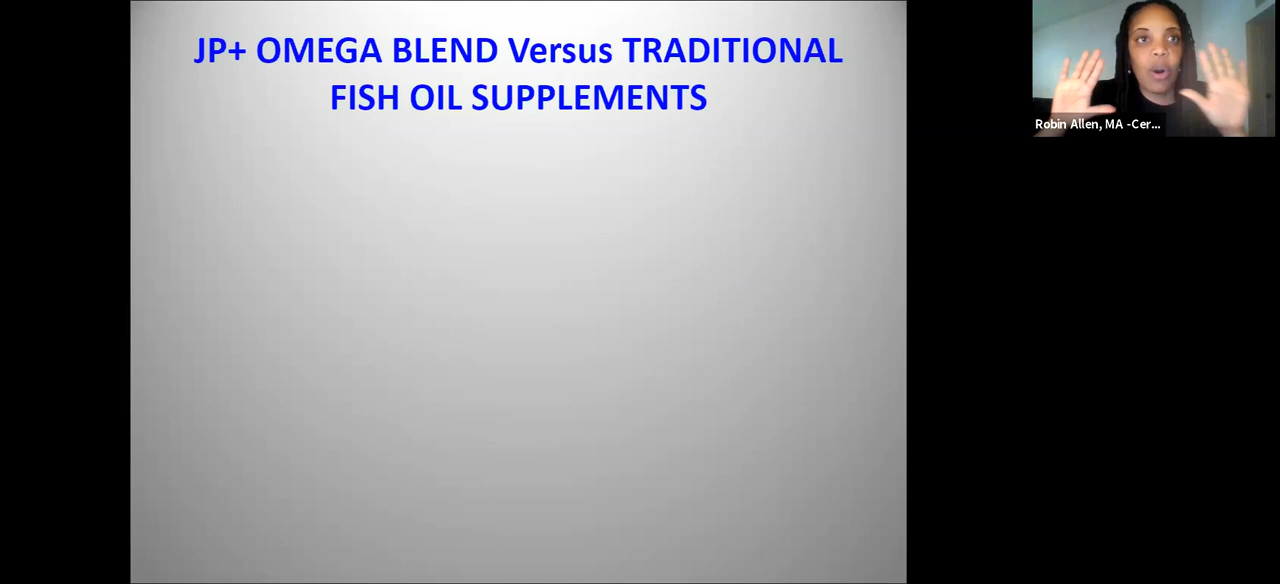 JP+ OMEGA BLEND Versus TRADITIONAL
FISH OIL SUPPLEMENTS
Robin Allen, MA -Cer...